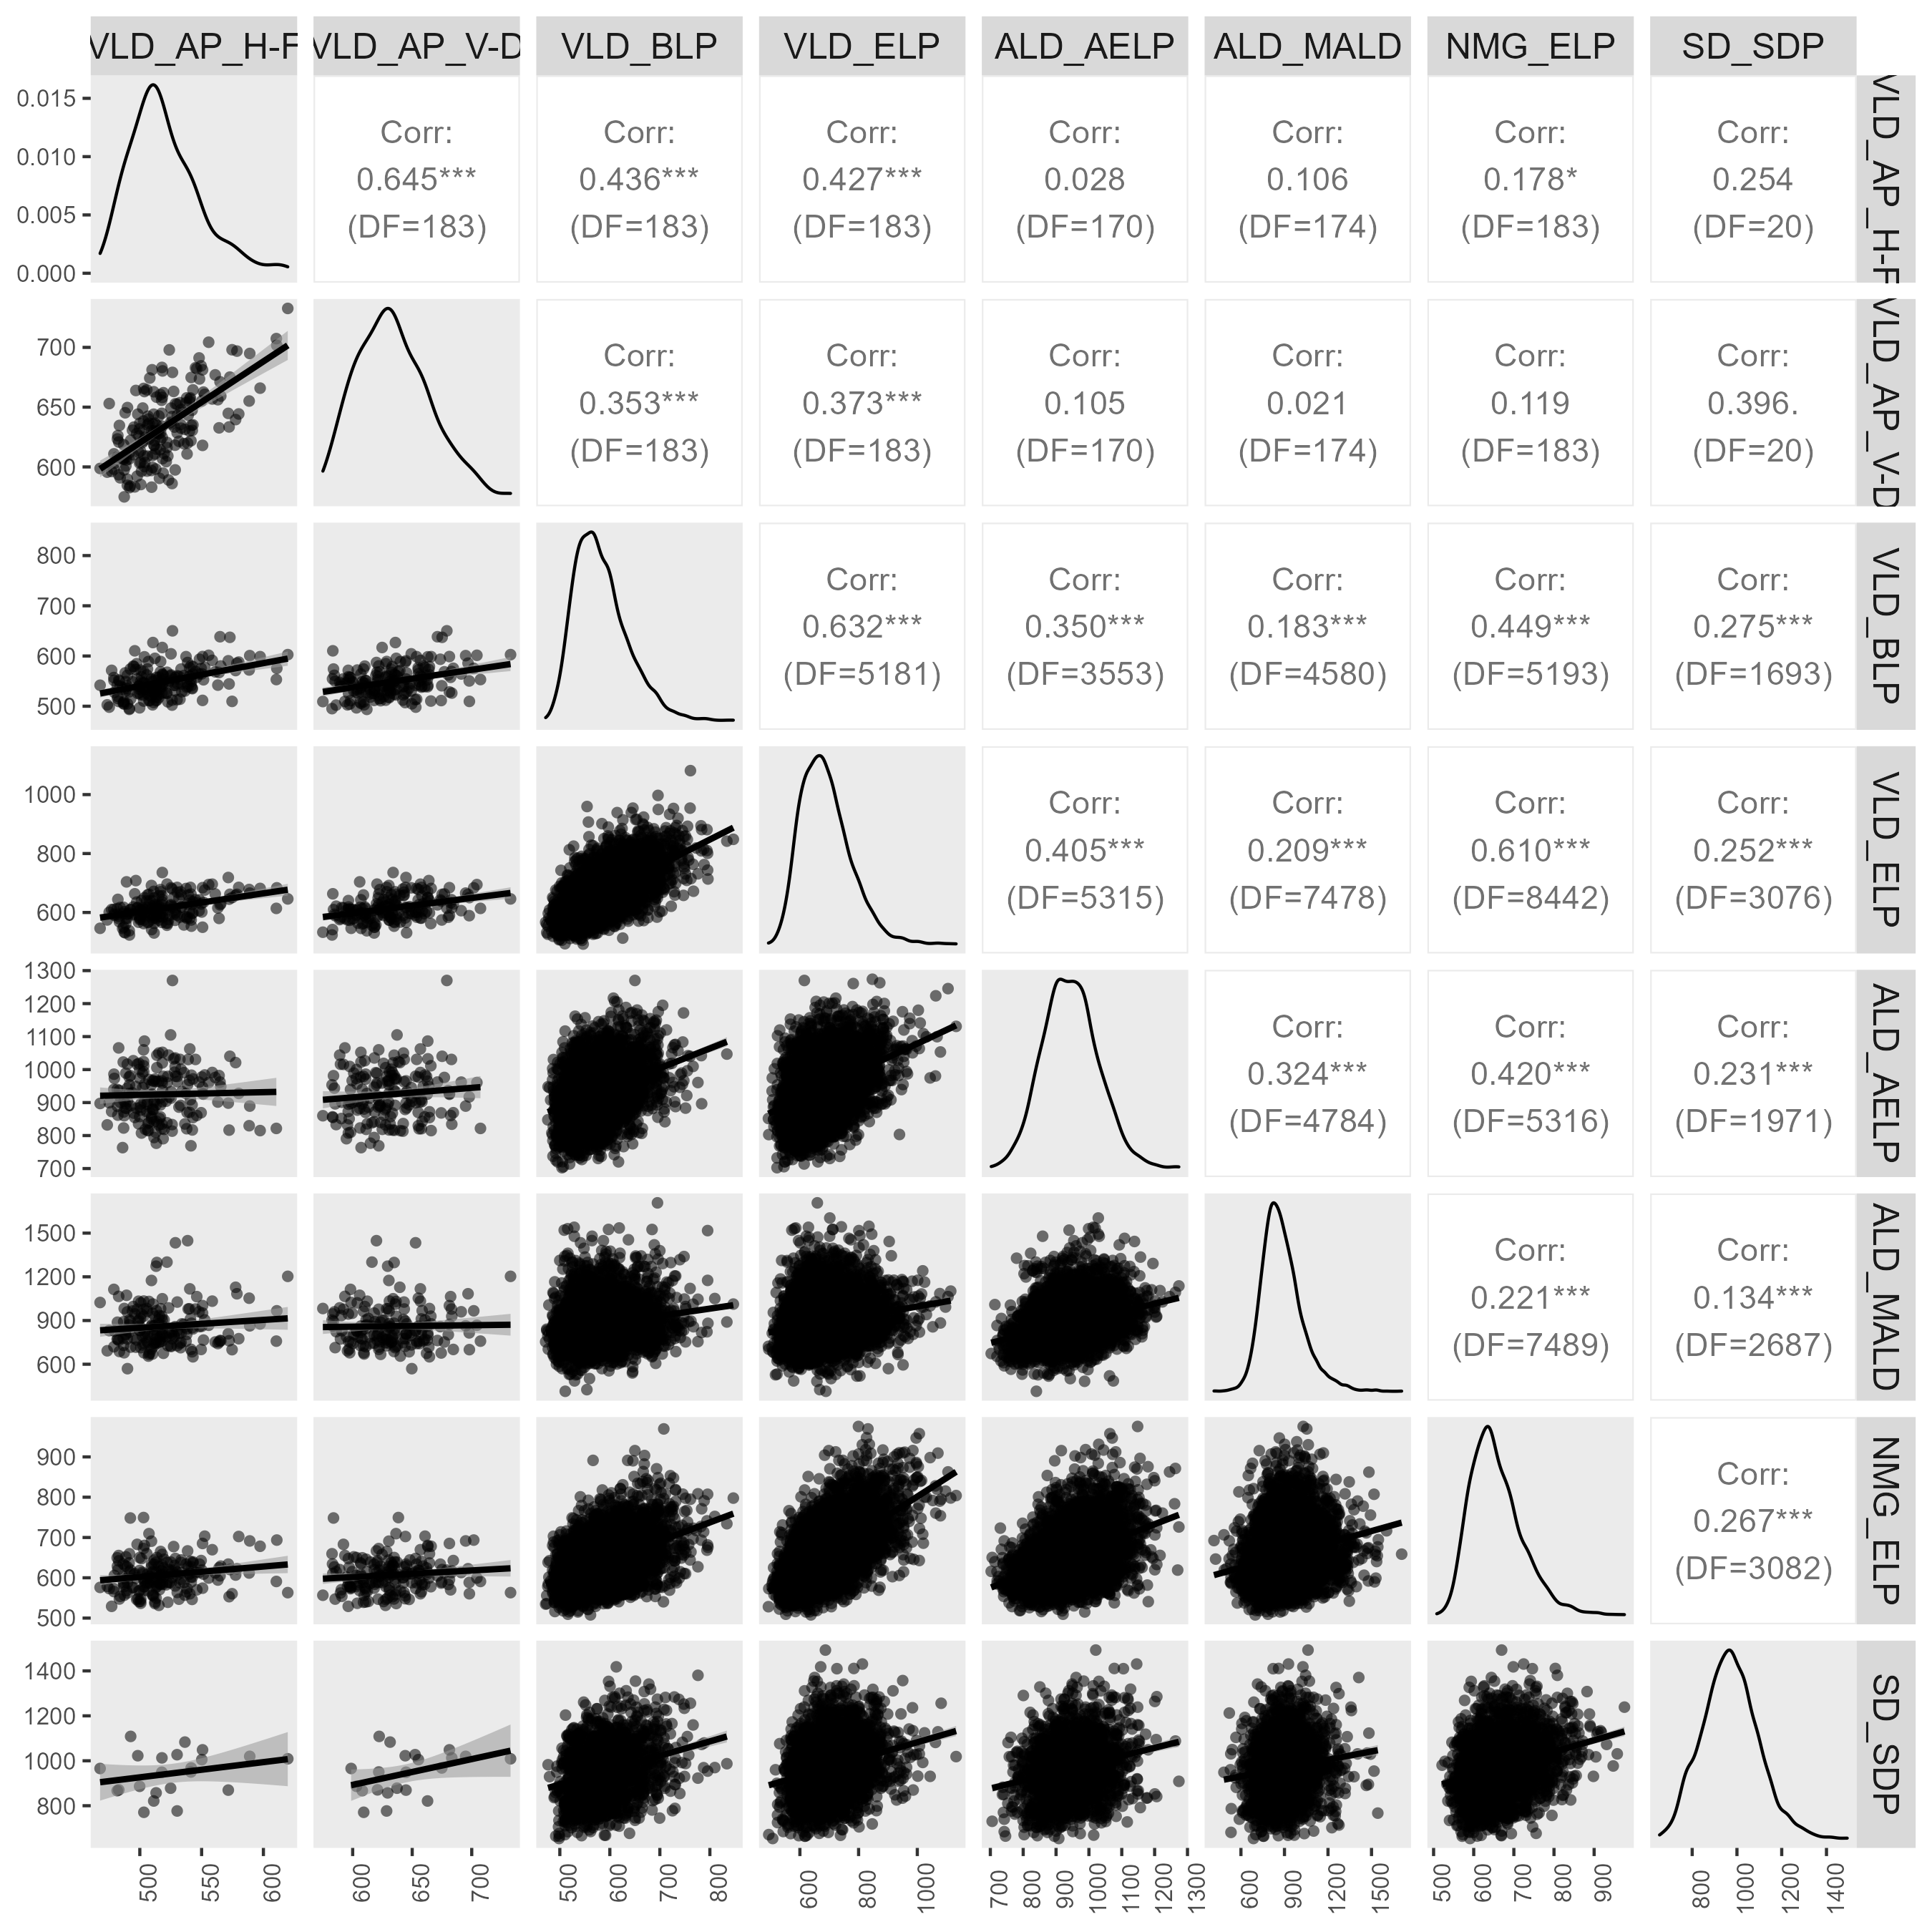 VLD_AP_H-F VLD_AP_V-D VLD_BLP VLD_ELP ALD_AELP ALD_MALD NMG_ELP SD_SDP
0.015
0.010
0.005
0.000
Corr:
0.645***
(DF=183)
Corr:
0.436***
(DF=183)
Corr:
0.427***
(DF=183)
Corr:
0.028
(DF=170)
Corr:
0.106
(DF=174)
Corr:
0.178*
(DF=183)
Corr:
0.254
(DF=20)
VLD_AP_H-F
700
650
600
Corr:
0.353***
(DF=183)
Corr:
0.373***
(DF=183)
Corr:
0.105
(DF=170)
Corr:
0.021
(DF=174)
Corr:
0.119
(DF=183)
Corr:
0.396.
(DF=20)
VLD_AP_V-D
800
700
600
500
Corr:
0.632***
(DF=5181)
Corr:
0.350***
(DF=3553)
Corr:
0.183***
(DF=4580)
Corr:
0.449***
(DF=5193)
Corr:
0.275***
(DF=1693)
VLD_BLP
1000
800
600
Corr:
0.405***
(DF=5315)
Corr:
0.209***
(DF=7478)
Corr:
0.610***
(DF=8442)
Corr:
0.252***
(DF=3076)
VLD_ELP
1300
1200
1100
1000
900
800
700
Corr:
0.324***
(DF=4784)
Corr:
0.420***
(DF=5316)
Corr:
0.231***
(DF=1971)
ALD_AELP
1500
1200
900
600
Corr:
0.221***
(DF=7489)
Corr:
0.134***
(DF=2687)
ALD_MALD
900
800
700
600
500
Corr:
0.267***
(DF=3082)
NMG_ELP
1400
1200
1000
800
SD_SDP
500 550 600 600 650 700 500 600 700 800 600 800 1000 700 800 900 1000 1100 1200 1300 600 900 1200 1500 500 600 700 800 900 800 1000 1200 1400